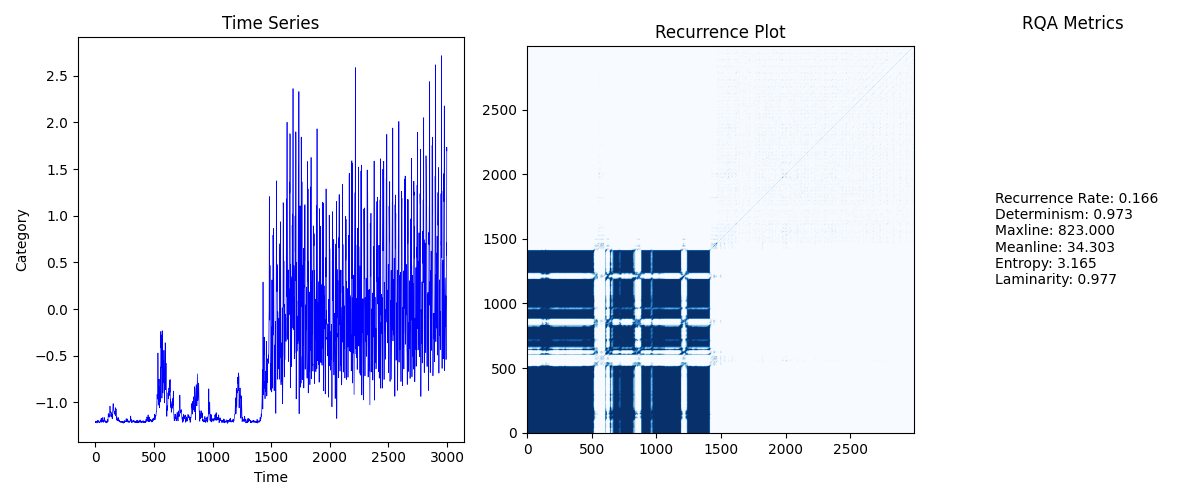 Time Series
Category
2.5
2.0
1.5
1.0
0.5
0.0
−0.5
−1.0
0 500 1000 1500 2000 2500 3000
Time
Recurrence Plot
2500
2000
1500
1000
500
0
0 500 1000 1500 2000 2500
RQA Metrics
Recurrence Rate: 0.166
Determinism: 0.973
Maxline: 823.000
Meanline: 34.303
Entropy: 3.165
Laminarity: 0.977